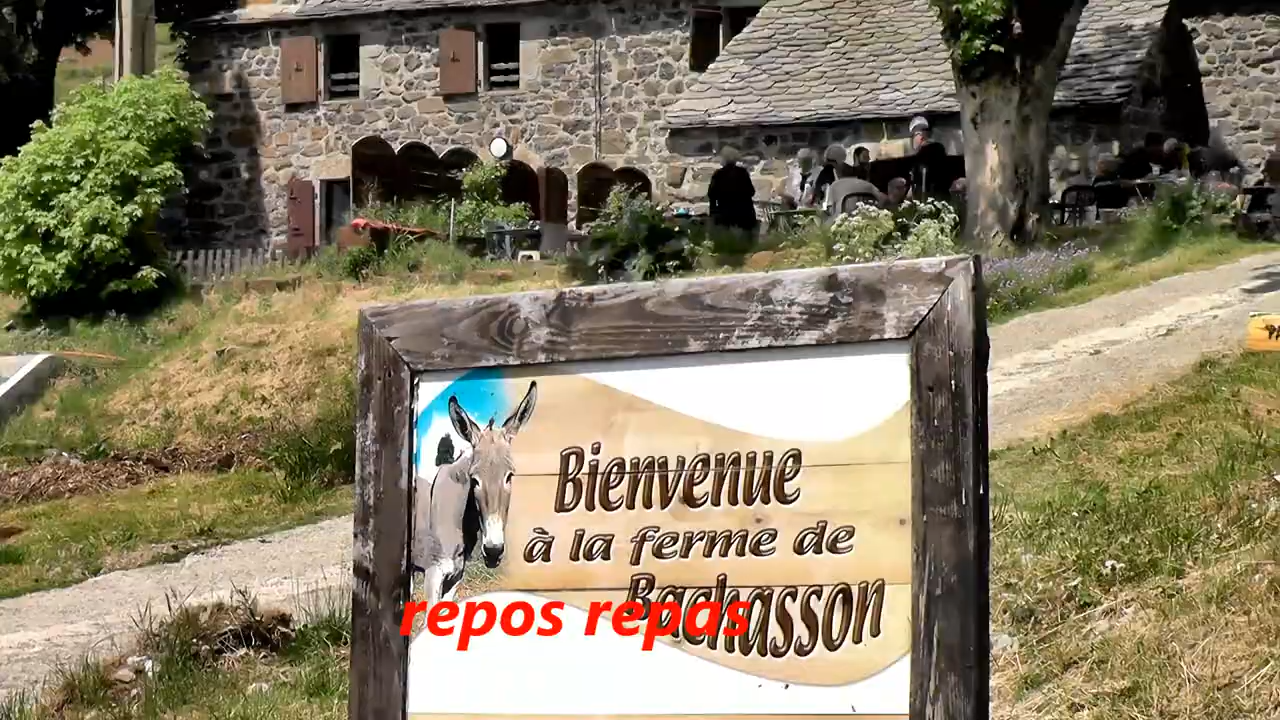 Bienvenue
à la ferme de
Bachasson
repos repas